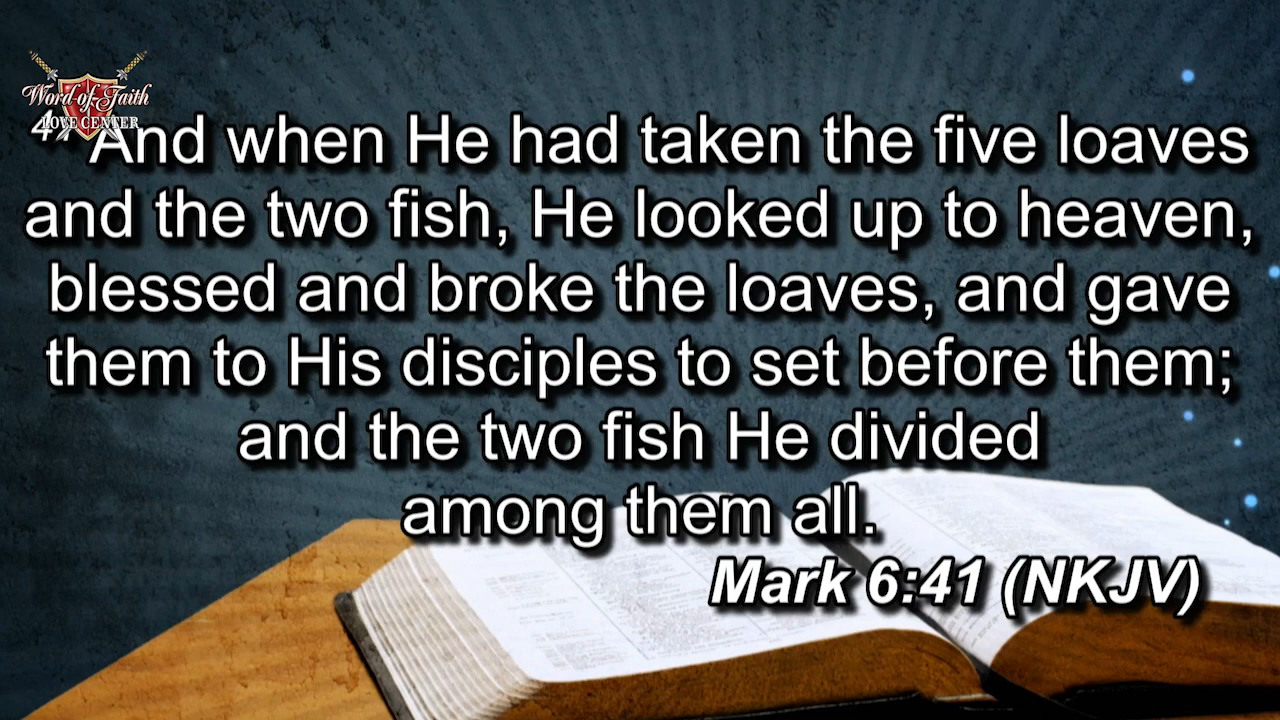 Word of Faith
LOVE CENTER
41 And when He had taken the five loaves
and the two fish, He looked up to heaven,
blessed and broke the loaves, and gave
them to His disciples to set before them;
and the two fish He divided
among them all.
Mark 6:41 (NKJV)